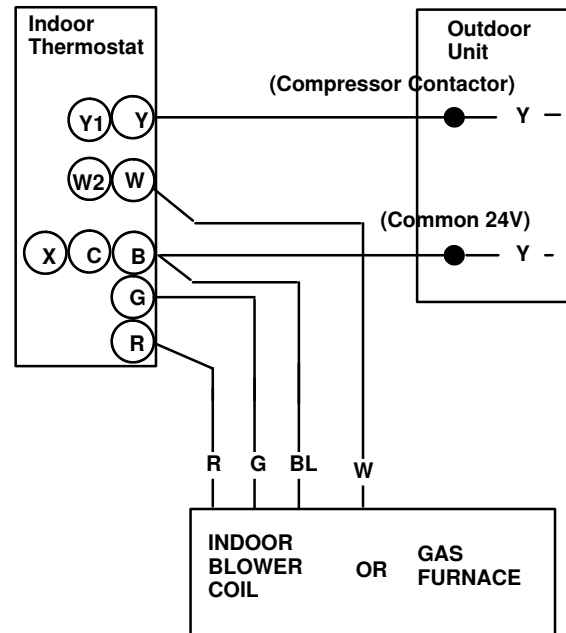 Indoor
Thermostat
Outdoor
Unit
(Compressor Contactor)
Y1 Y
Y
W2 W
(Common 24V)
X C B
Y
G
R
R G BL W
INDOOR
BLOWER
COIL
OR
GAS
FURNACE